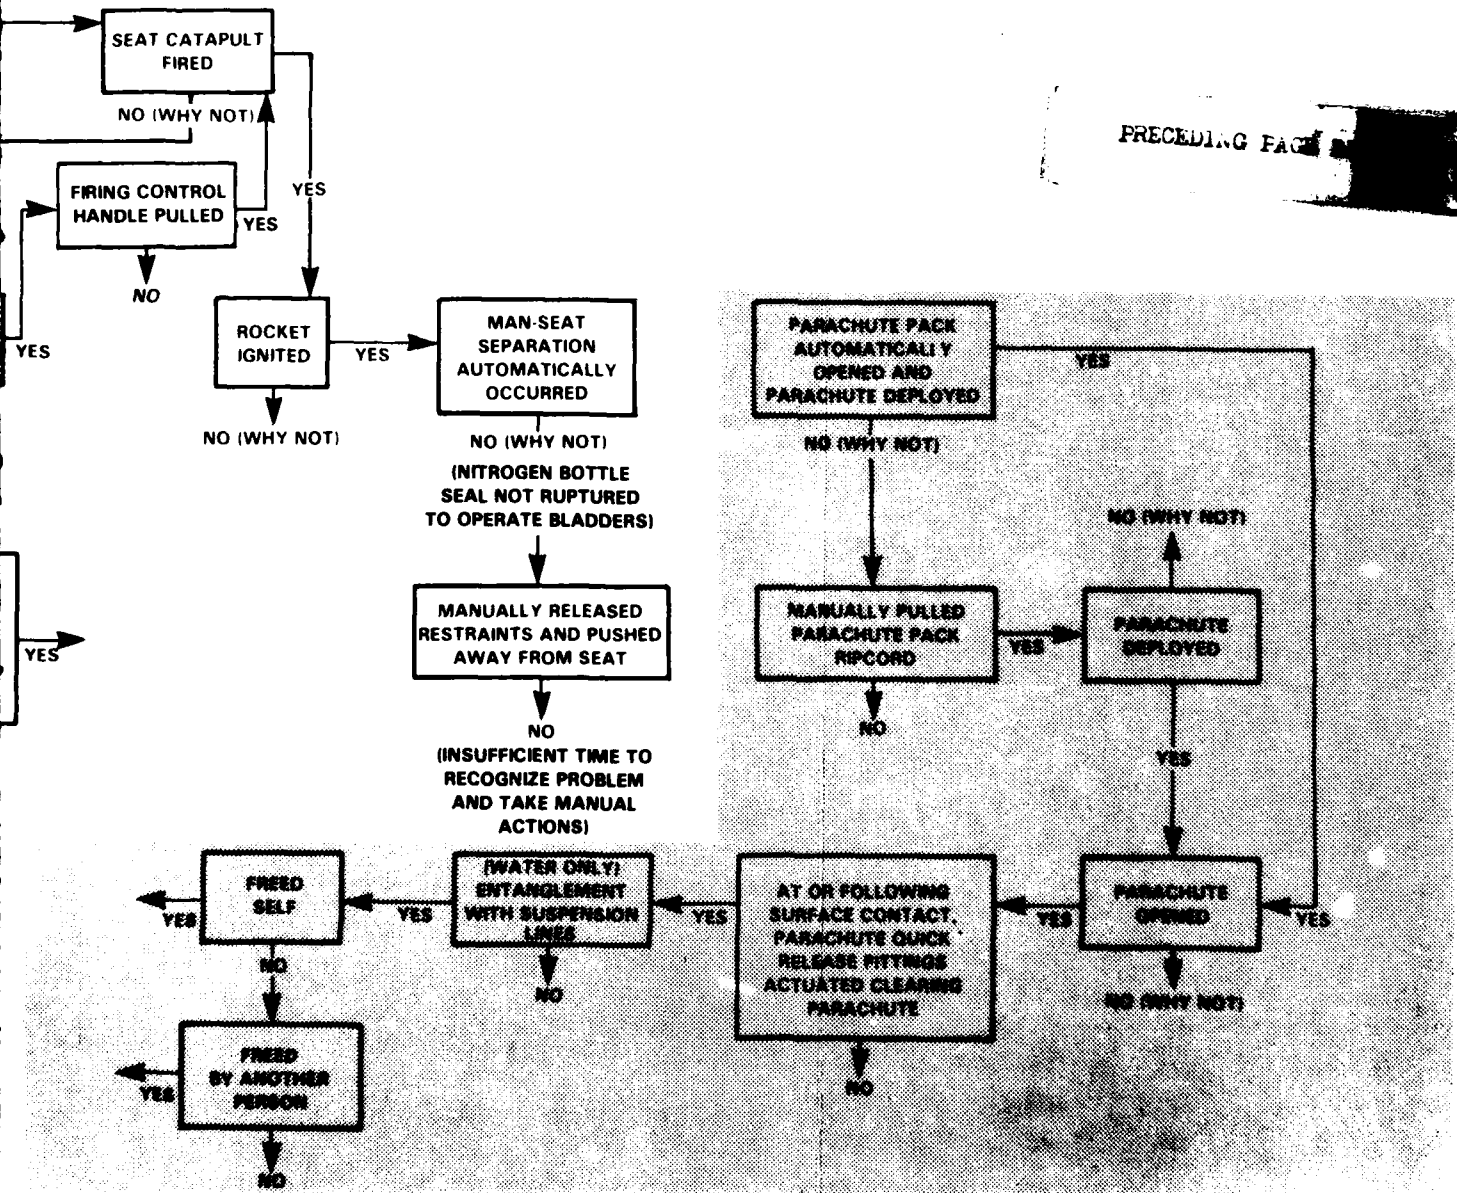 SEAT CATAPULT
FIRED
NO (WHY NOT)
FIRING CONTROL
HANDLE PULLED
YES
NO
YES
YES
ROCKET
IGNITED
YES
NO (WHY NOT)
MAN-SEAT
SEPARATION
AUTOMATICALLY
OCCURRED
NO (WHY NOT)
(NITROGEN BOTTLE
SEAL NOT RUPTURED
TO OPERATE BLADDERS)
MANUALLY RELEASED
RESTRAINTS AND PUSHED
AWAY FROM SEAT
NO
(INSUFFICIENT TIME TO
RECOGNIZE PROBLEM
AND TAKE MANUAL
ACTIONS)
YES
PRECEDING PAGE
PARACHUTE PACK
AUTOMATICALLY
OPENED AND
PARACHUTE DEPLOYED
YES
NO (WHY NOT)
MANUALLY PULLED
PARACHUTE PACK
RIPCORD
YES
NO
NO (WHY NOT)
PARACHUTE
DEPLOYED
YES
PARACHUTE
OPENED
YES
YES
NO (WHY NOT)
AT OR FOLLOWING
SURFACE CONTACT,
PARACHUTE QUICK
RELEASE FITTINGS
ACTUATED CLEARING
PARACHUTE
YES
NO
(WATER ONLY)
ENTANGLEMENT
WITH SUSPENSION
LINES
YES
NO
FREED
SELF
YES
NO
FREED
BY ANOTHER
PERSON
YES
NO